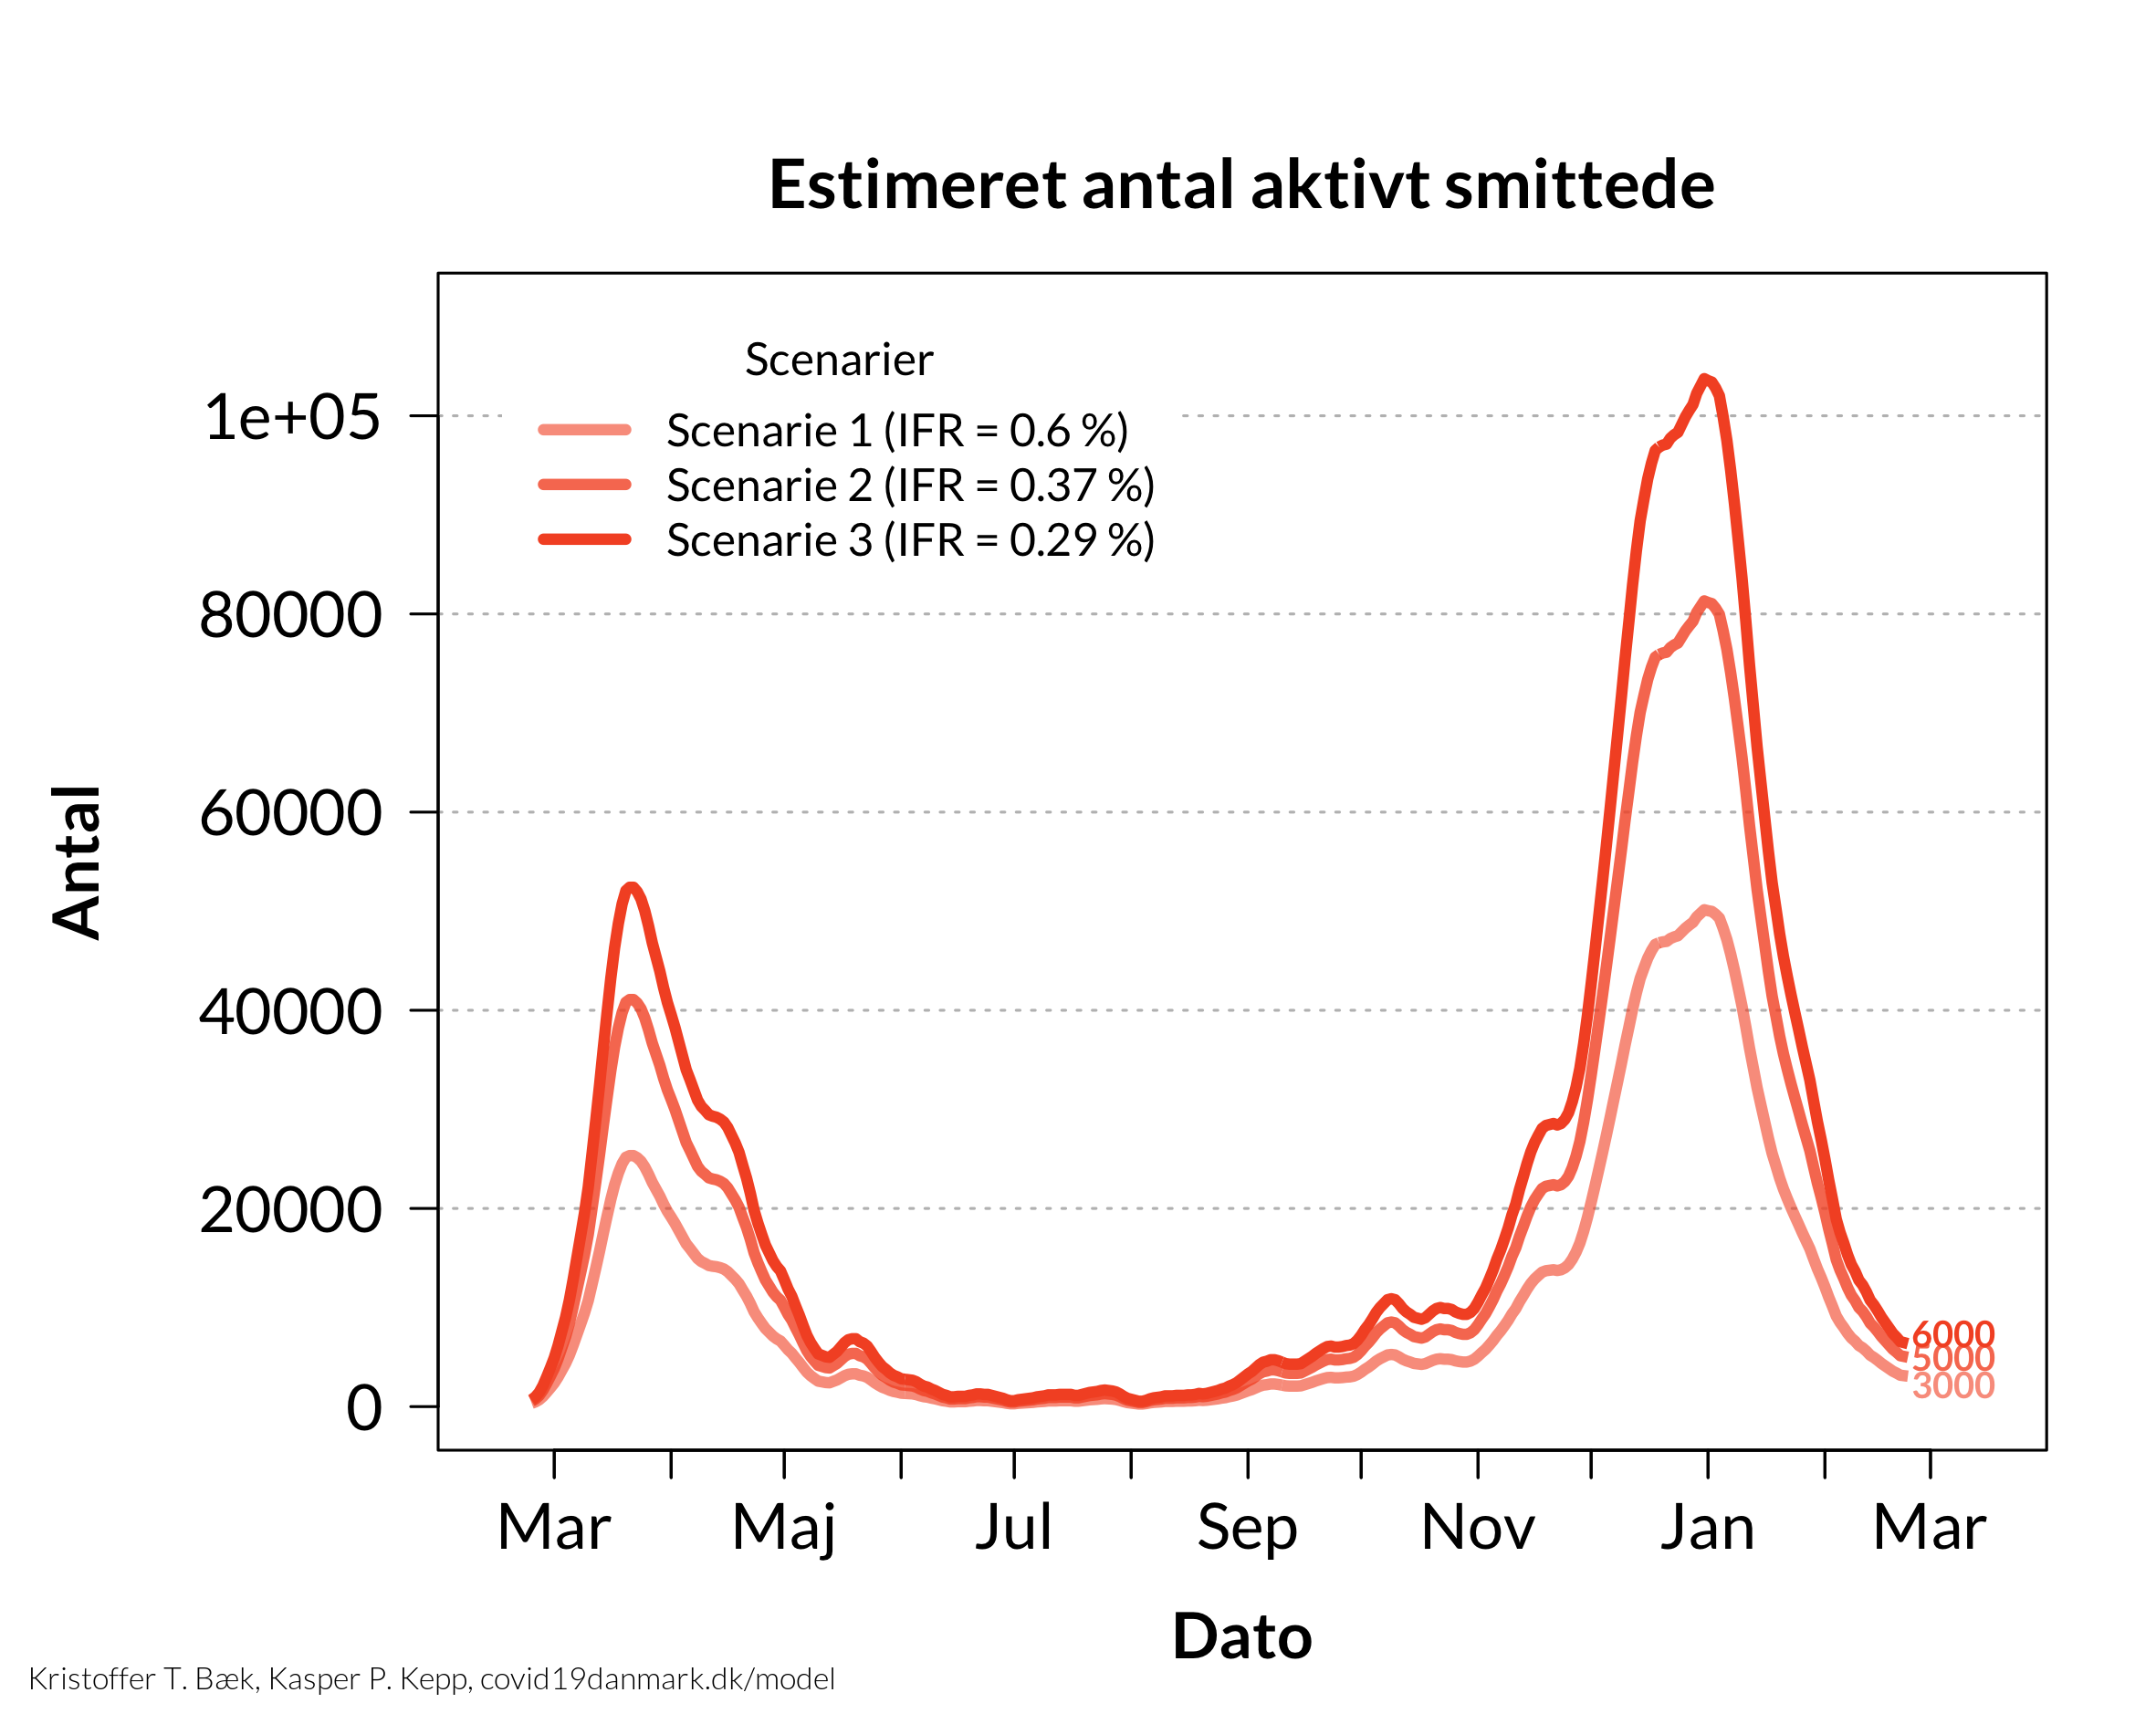 Estimeret antal aktivt smittede
Scenarier
Scenarie 1 (IFR = 0.6 %)
Scenarie 2 (IFR = 0.37 %)
Scenarie 3 (IFR = 0.29 %)
Antal
1e+05
80000
60000
40000
20000
0
6000
5000
3000
Mar Maj Jul Sep Nov Jan Mar
Dato
Kristoffer T. Bæk, Kasper P. Kepp, covid19danmark.dk/model